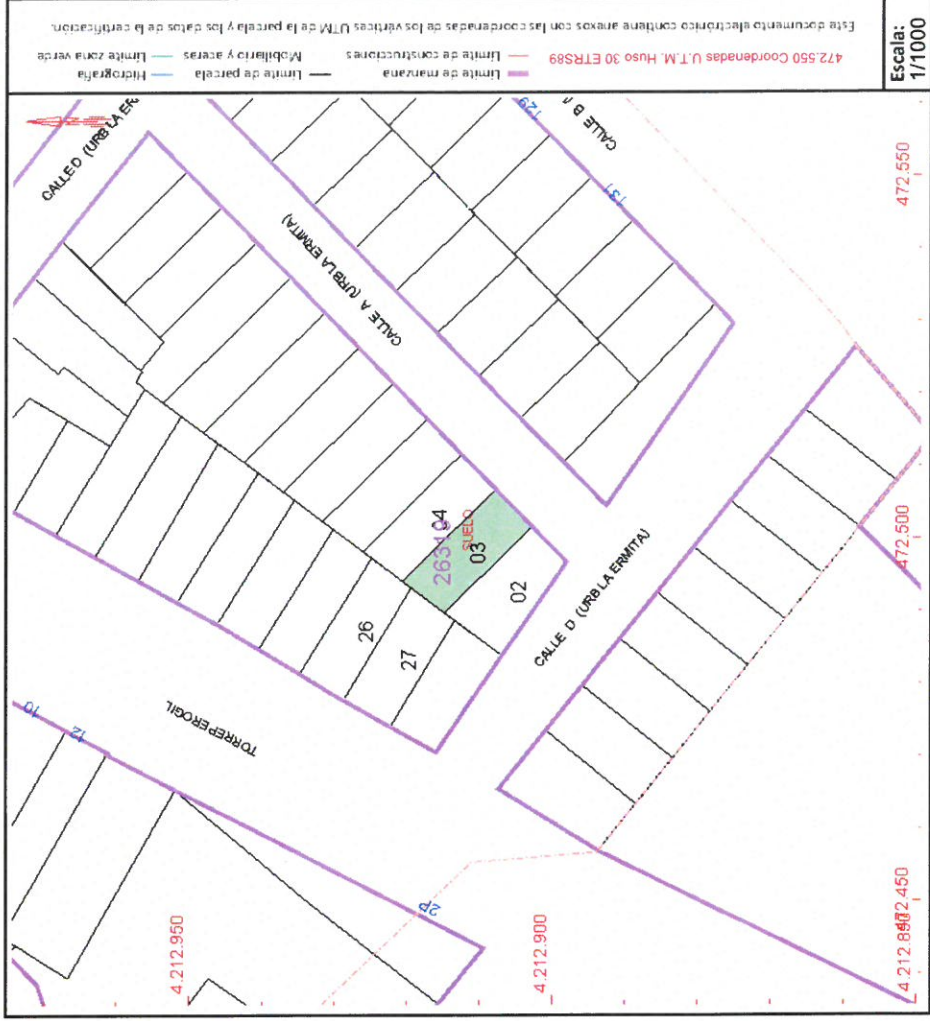 Este documento electrónico contiene anexos con las coordenadas de los vértices UTM de la parcela y los datos de la certificación.
472.550 Coordenadas U.T.M. Huso 30 ETRS89
Límite de manzana
Límite de construcciones
Límite de parcela
Mobiliario y aceras
Hidrografía
Límite zona verde
Escala:
1/1000
CALLE D (URB LA ER
CALLE A (URB LA ERMITA)
CALLE B (
129
131
472.550
04
SUELO
03
02
26
27
CALLE D (URB LA ERMITA)
472.500
TORREPEROGIL
10
12
2P
4.212.950
4.212.900
472.450